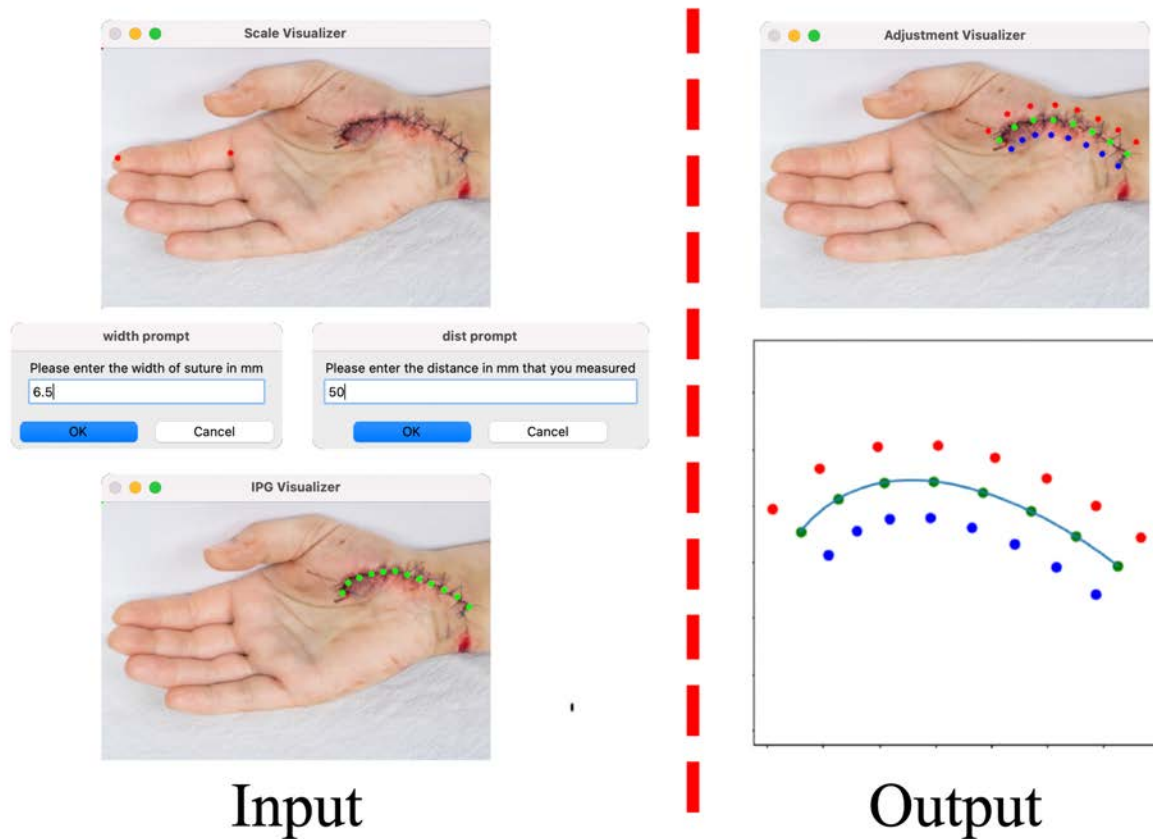 Scale Visualizer
width prompt
Please enter the width of suture in mm
6.5
OK
Cancel
dist prompt
Please enter the distance in mm that you measured
50
OK
Cancel
IPG Visualizer
Input
Adjustment Visualizer
Output